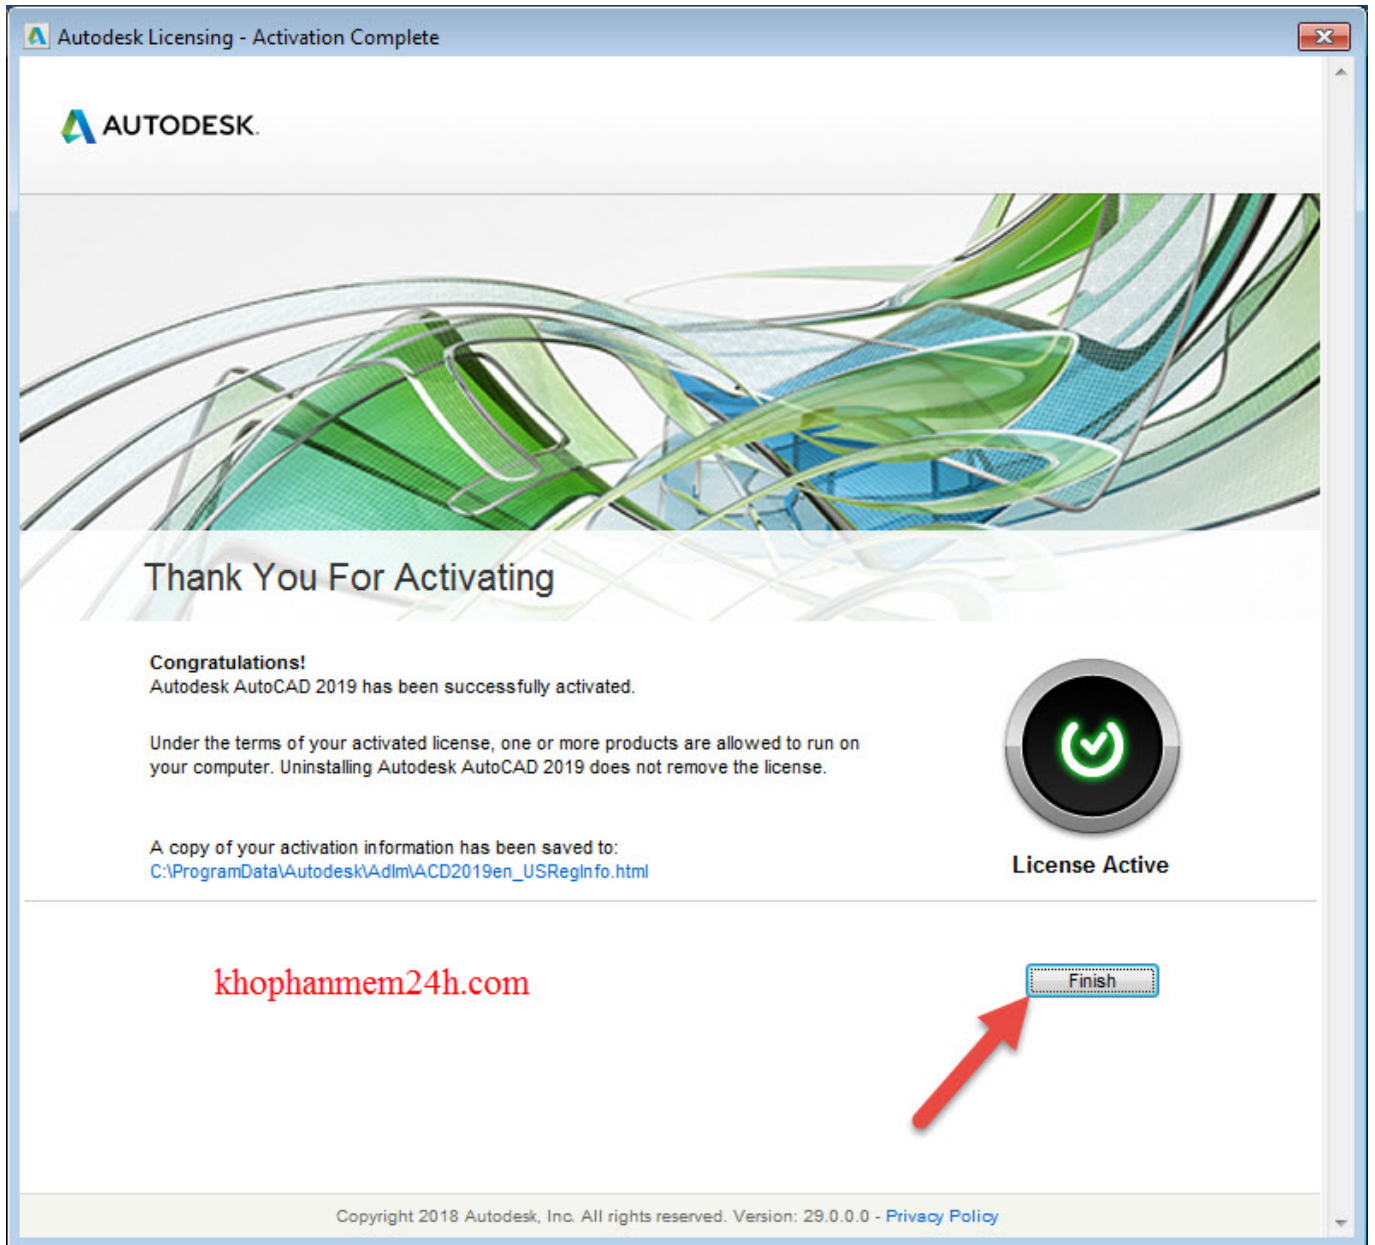 Autodesk Licensing - Activation Complete
AUTODESK.
Thank You For Activating
Congratulations!
Autodesk AutoCAD 2019 has been successfully activated.
Under the terms of your activated license, one or more products are allowed to run on
your computer. Uninstalling Autodesk AutoCAD 2019 does not remove the license.
A copy of your activation information has been saved to:
C:\ProgramData\Autodesk\Adlm\ACD2019en_USRegInfo.html
License Active
khophanmem24h.com
Finish
Copyright 2018 Autodesk, Inc. All rights reserved. Version: 29.0.0.0 - Privacy Policy